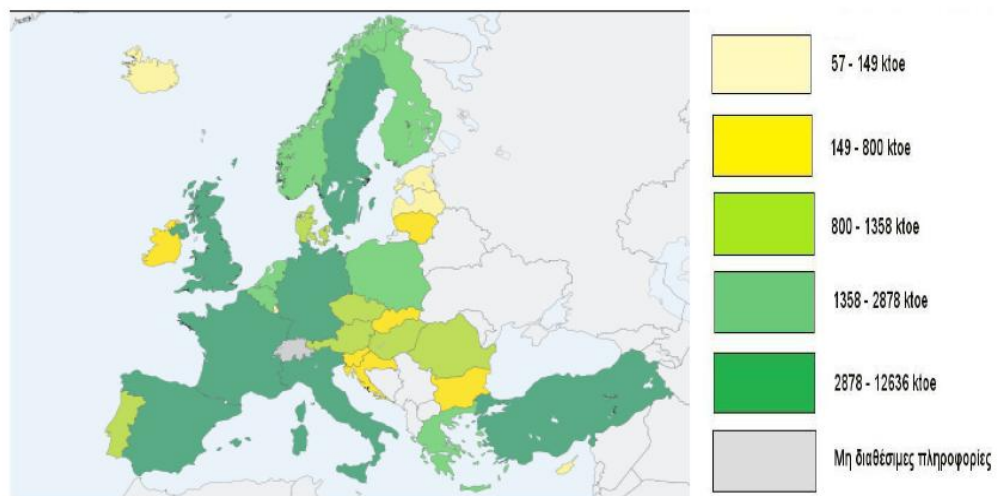 57 - 149 ktoe
149 - 800 ktoe
800 - 1358 ktoe
1358 - 2878 ktoe
2878 - 12636 ktoe
Μη διαθέσιμες πληροφορίες